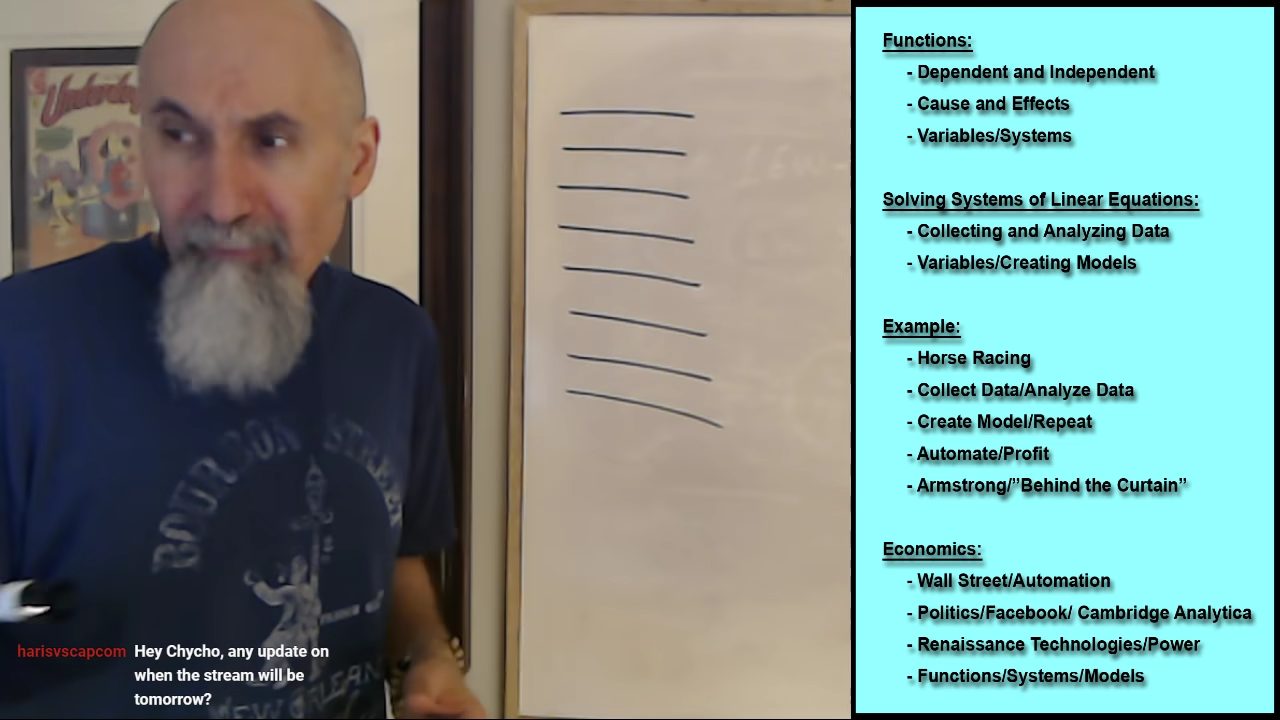 Underdog
BOURBON STREET
NEW ORLEANS
harisvscapcom Hey Chycho, any update on
when the stream will be
tomorrow?
Functions:
- Dependent and Independent
- Cause and Effects
- Variables/Systems
Solving Systems of Linear Equations:
- Collecting and Analyzing Data
- Variables/Creating Models
Example:
- Horse Racing
- Collect Data/Analyze Data
- Create Model/Repeat
- Automate/Profit
- Armstrong/”Behind the Curtain”
Economics:
- Wall Street/Automation
- Politics/Facebook/ Cambridge Analytica
- Renaissance Technologies/Power
- Functions/Systems/Models